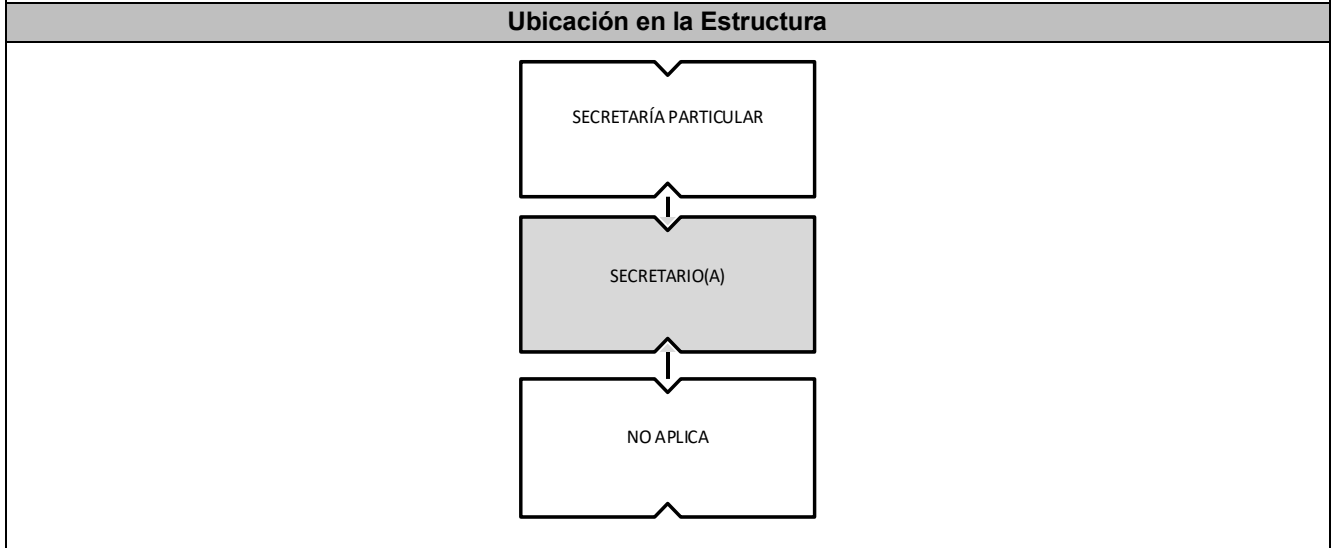 Ubicación en la Estructura
SECRETARÍA PARTICULAR
SECRETARIO(A)
NO APLICA